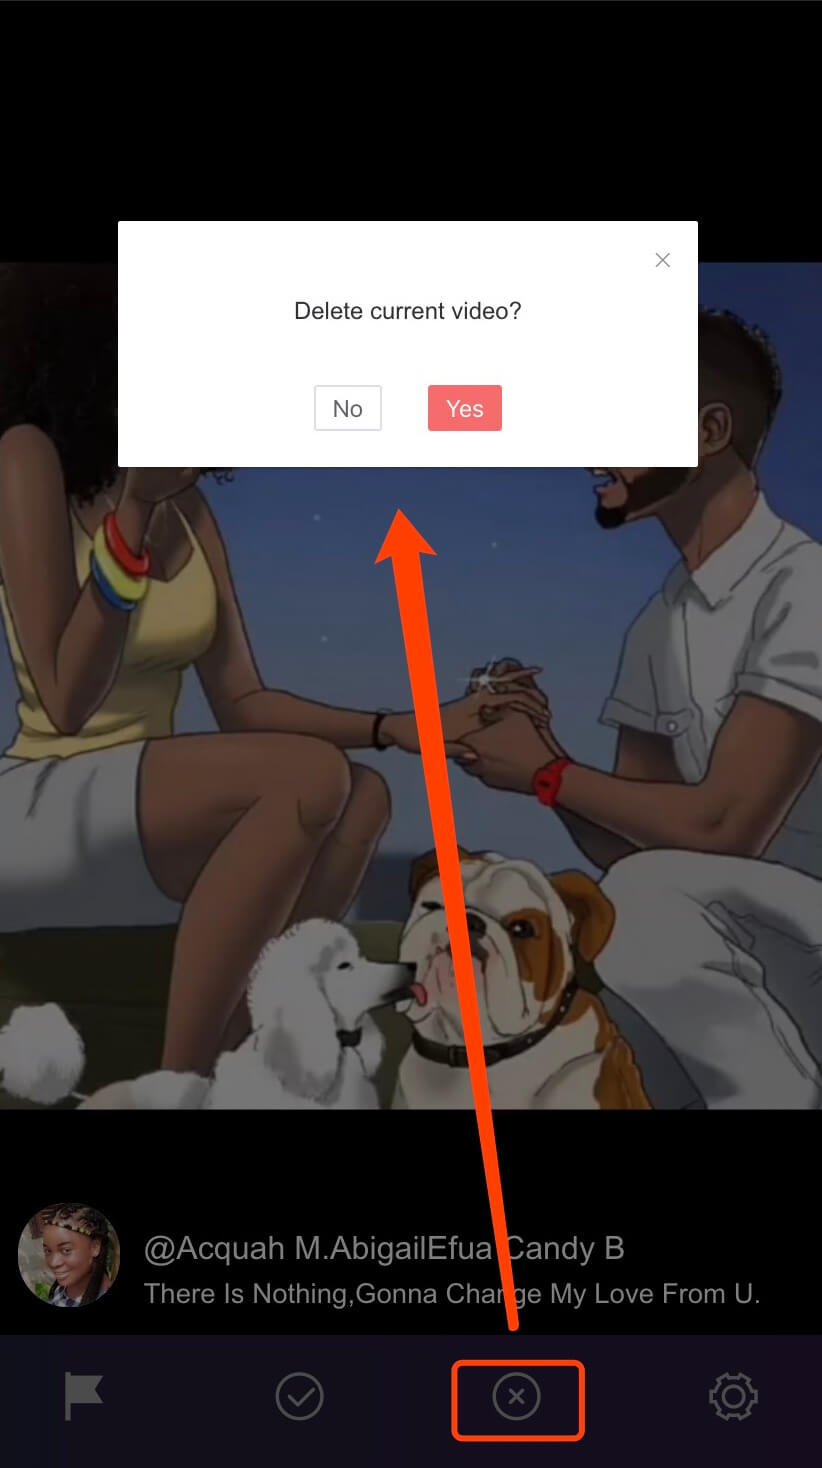 Delete current video?
No
Yes
@Acquah M.AbigailEfua Candy B
There Is Nothing,Gonna Change My Love From U.